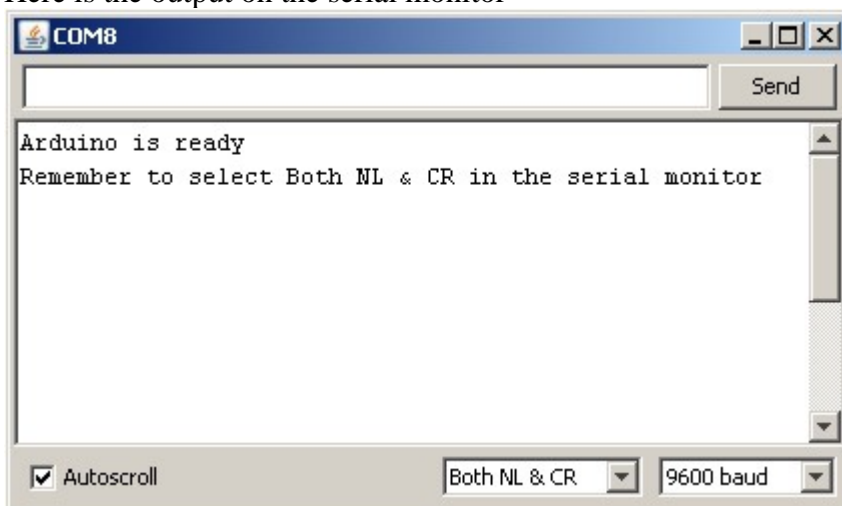 Here is the output on the serial monitor
COM8
Send
Arduino is ready
Remember to select Both NL & CR in the serial monitor
Autoscroll
Both NL & CR
9600 baud